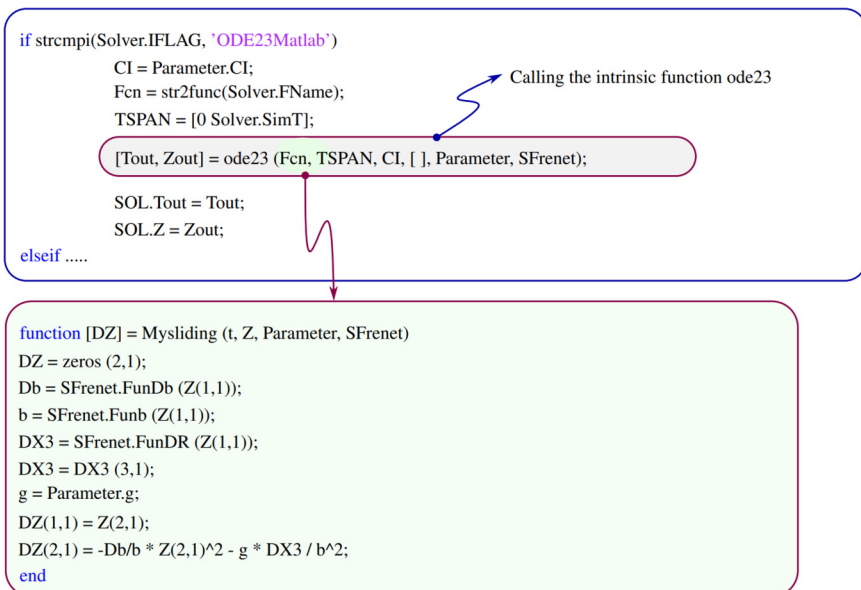 if strcmpi(Solver.IFLAG, 'ODE23Matlab')
CI = Parameter.CI;
Calling the intrinsic function ode23
Fcn = str2func(Solver.FName);
TSPAN = [0 Solver.SimT];
[Tout, Zout] = ode23 (Fcn, TSPAN, CI, [ ], Parameter, SFrenet);
SOL.Tout = Tout;
SOL.Z = Zout;
elseif .....
function [DZ] = Mysliding (t, Z, Parameter, SFrenet)
DZ = zeros (2,1);
Db = SFrenet.FunDb (Z(1,1));
b = SFrenet.Funb (Z(1,1));
DX3 = SFrenet.FunDR (Z(1,1));
DX3 = DX3 (3,1);
g = Parameter.g;
DZ(1,1) = Z(2,1);
DZ(2,1) = -Db/b * Z(2,1)^2 - g * DX3 / b^2;
end